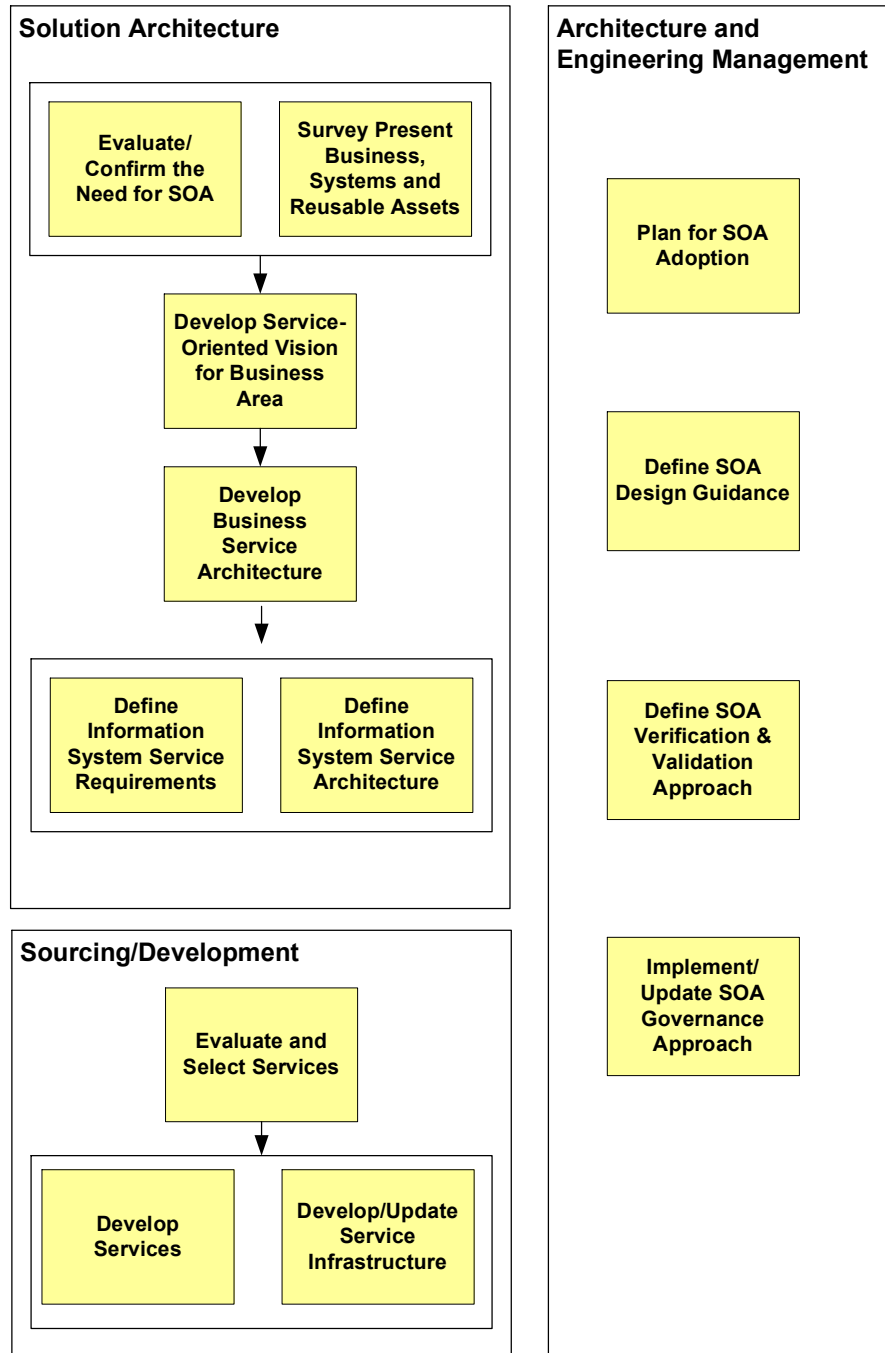 Solution Architecture
Evaluate/
Confirm the
Need for SOA
Survey Present
Business,
Systems and
Reusable Assets
Develop Service-
Oriented Vision
for Business
Area
Develop
Business
Service
Architecture
Define
Information
System Service
Requirements
Define
Information
System Service
Architecture
Sourcing/Development
Evaluate and
Select Services
Develop
Services
Develop/Update
Service
Infrastructure
Architecture and
Engineering Management
Plan for SOA
Adoption
Define SOA
Design Guidance
Define SOA
Verification &
Validation
Approach
Implement/
Update SOA
Governance
Approach